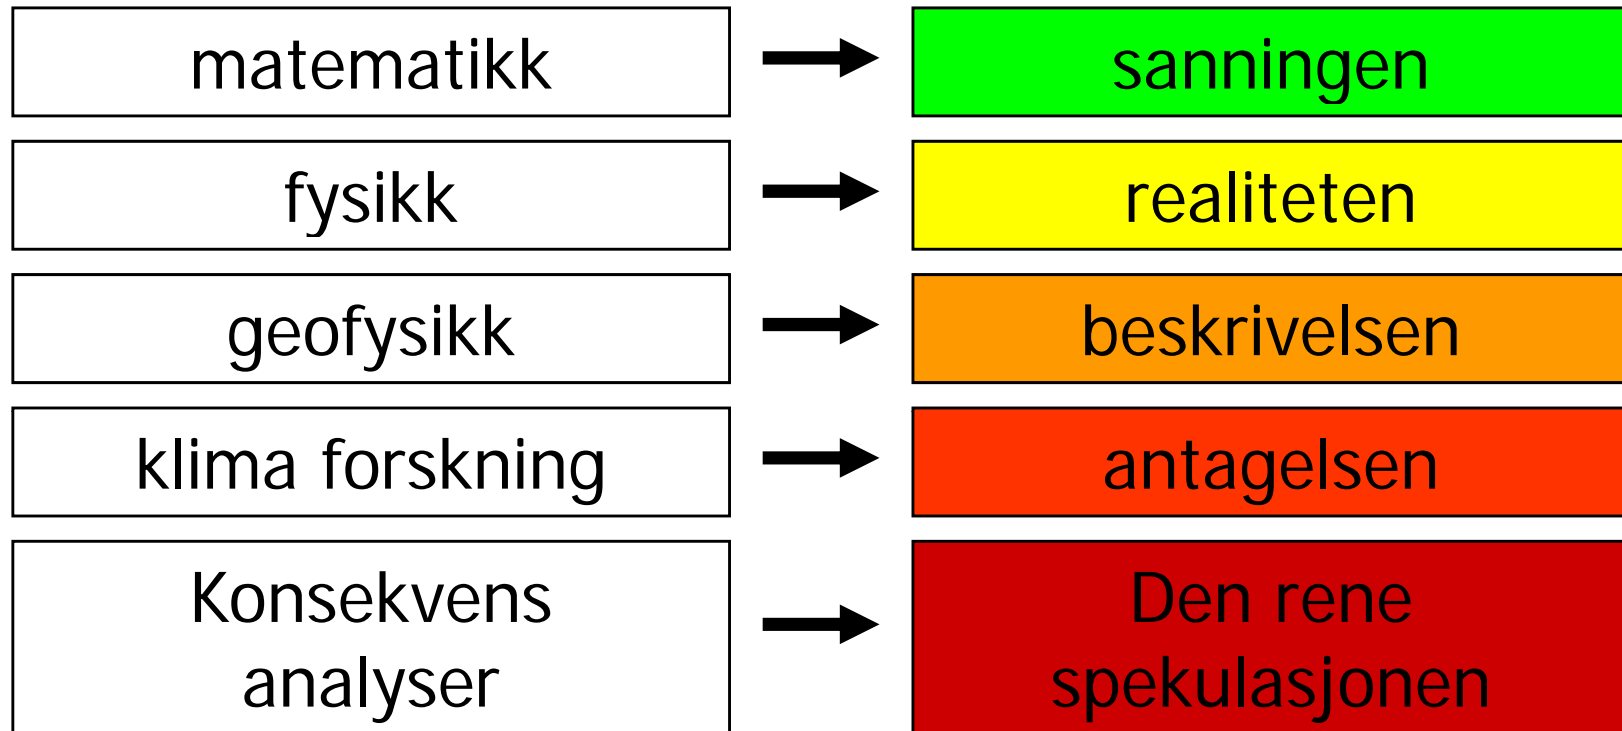 matematikk
sanningen
fysikk
realiteten
geofysikk
beskrivelsen
klima forskning
antagelsen
Konsekvens
analyser
Den rene
spekulasjonen